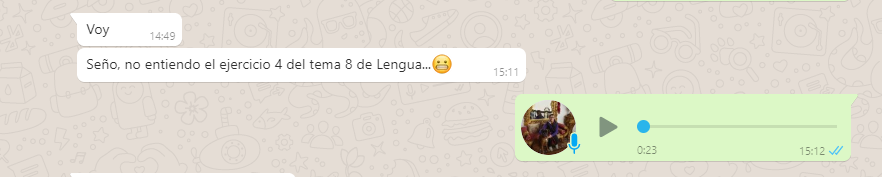 Voy
14:49
Seño, no entiendo el ejercicio 4 del tema 8 de Lengua...😬
15:11
0:23
15:12